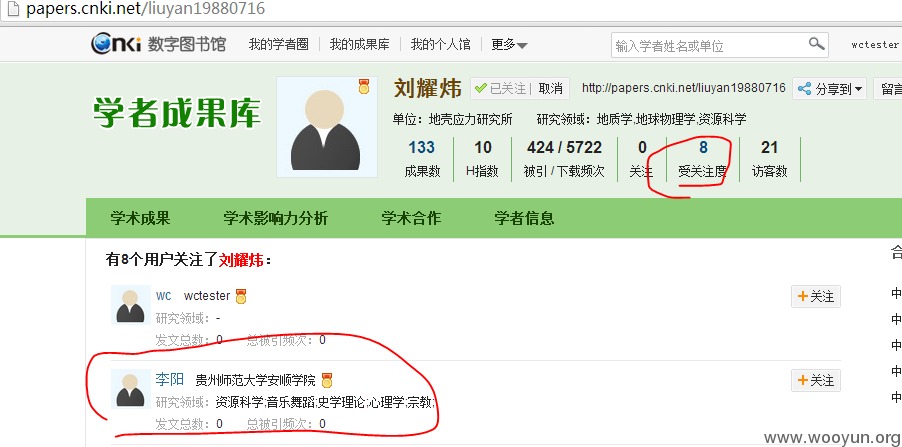 papers.cnki.net/liuyan19880716
cnki 数字图书馆 我的学者圈 我的成果库 我的个人馆 更多 输入学者姓名或单位 wctester
学者成果库
刘耀炜 已关注 | 取消 http://papers.cnki.net/liuyan19880716 分享到 留言
单位：地壳应力研究所 研究领域：地质学,地球物理学,资源科学
133 10 424 / 5722 0 8 21
成果数 H指数 被引 / 下载频次 关注 受关注度 访客数
学术成果 学术影响力分析 学术合作 学者信息
有8个用户关注了刘耀炜：
合
wc wctester +关注
研究领域：-
发文总数：0 总被引频次：0
李阳 贵州师范大学安顺学院 +关注
研究领域：资源科学;音乐舞蹈;史学理论;心理学;宗教;
发文总数：0 总被引频次：0
中
中
中
中
中
www.wooyun.org